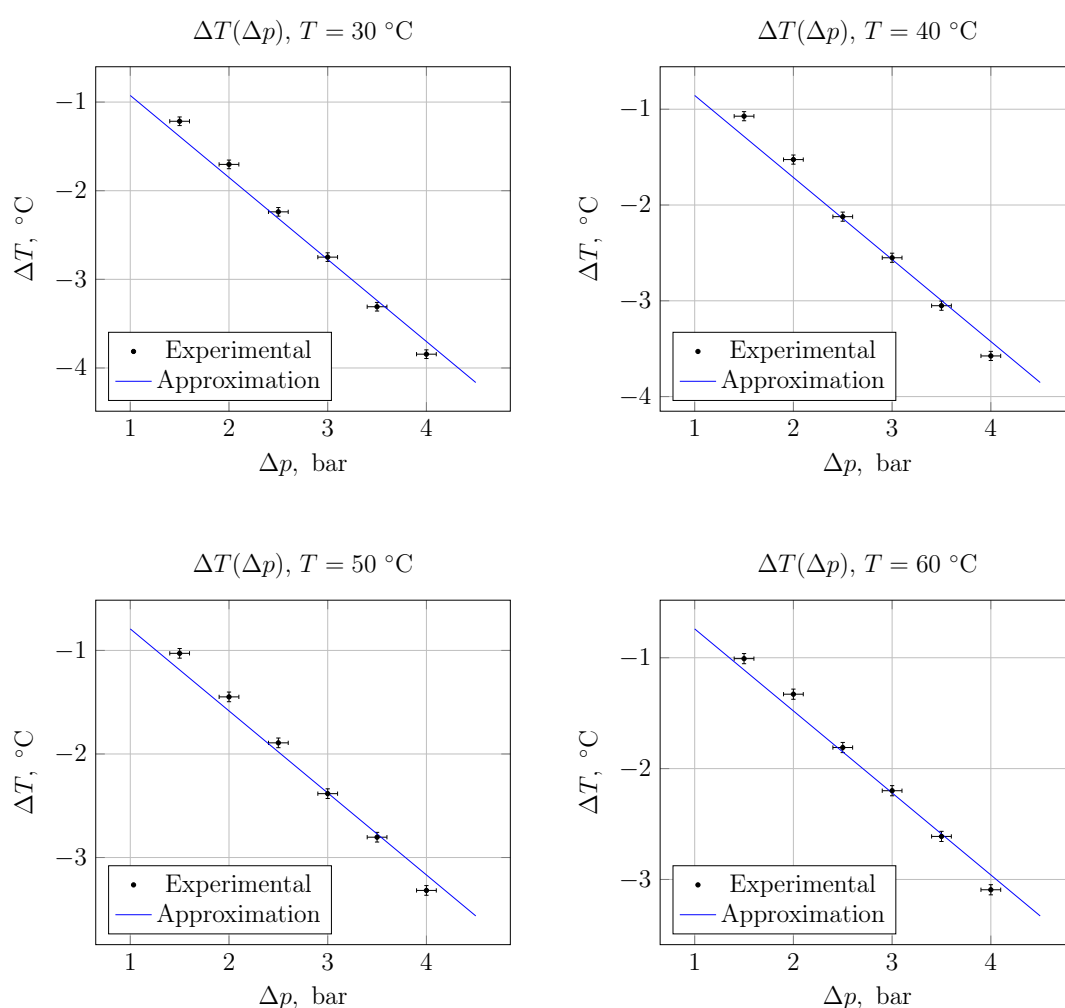 ΔT(Δp), T = 30 °C
−1
−2
−3
−4
ΔT, °C
Experimental
Approximation
1 2 3 4
Δp, bar
ΔT(Δp), T = 40 °C
−1
−2
−3
−4
ΔT, °C
Experimental
Approximation
1 2 3 4
Δp, bar
ΔT(Δp), T = 50 °C
−1
−2
−3
ΔT, °C
Experimental
Approximation
1 2 3 4
Δp, bar
ΔT(Δp), T = 60 °C
−1
−2
−3
ΔT, °C
Experimental
Approximation
1 2 3 4
Δp, bar